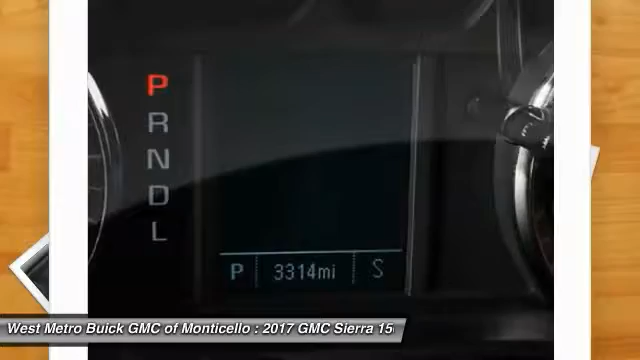 P
R
N
D
L
P 3314mi S
West Metro Buick GMC of Monticello : 2017 GMC Sierra 15